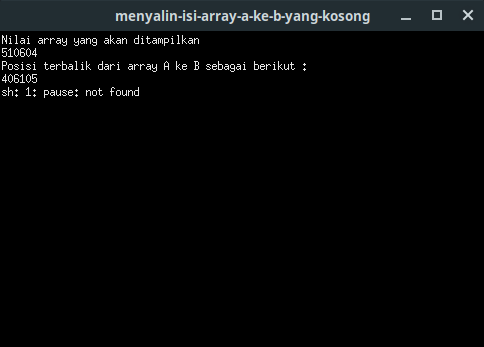 menyalin-isi-array-a-ke-b-yang-kosong
Nilai array yang akan ditampilkan
510604
Posisi terbalik dari array A ke B sebagai berikut :
406105
sh: 1: pause: not found